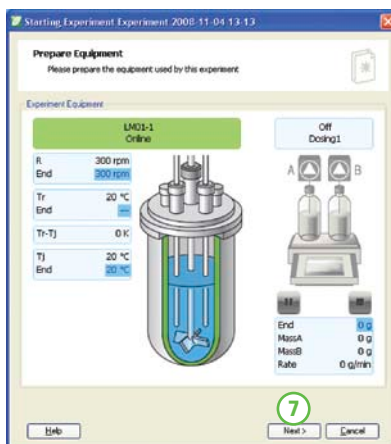 Starting Experiment Experiment 2008-11-04 13-13
Prepare Equipment
Please prepare the equipment used by this experiment
Experiment Equipment
LM01-1
Online
Off
Dosing1
R 300 rpm
End 300 rpm
A B
Tr 20 °C
End ---
Tr-Tj 0 K
Tj 20 °C
End 20 °C
End 0 g
MassA 0 g
MassB 0 g
Rate 0 g/min
7
Help Next > Cancel